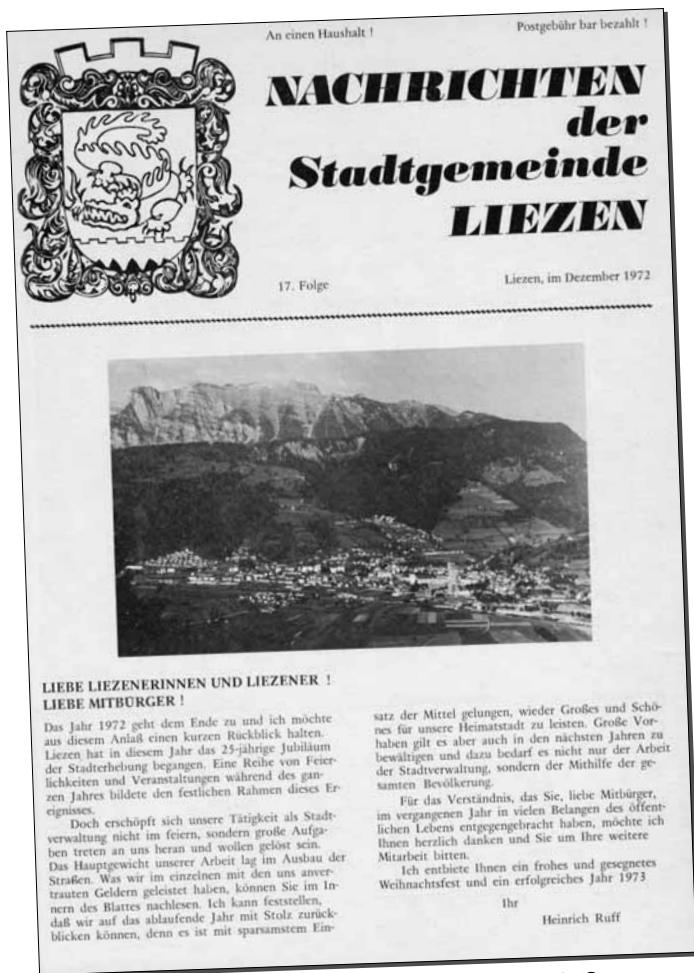 An einen Haushalt !
Postgebühr bar bezahlt !
NACHRICHTEN
der
Stadtgemeinde
LIEZEN
17. Folge
Liezen, im Dezember 1972
LIEBE LIEZENERINNEN UND LIEZENER !
LIEBE MITBÜRGER !
Das Jahr 1972 geht dem Ende zu und ich möchte
aus diesem Anlaß einen kurzen Rückblick halten.
Liezen hat in diesem Jahr das 25-jährige Jubiläum
der Stadterhebung begangen. Eine Reihe von Feier-
lichkeiten und Veranstaltungen während des gan-
zen Jahres bildete den festlichen Rahmen dieses Er-
eignisses.
Doch erschöpft sich unsere Tätigkeit als Stadt-
verwaltung nicht im feiern, sondern große Aufga-
ben treten an uns heran und wollen gelöst sein.
Das Hauptgewicht unserer Arbeit lag im Ausbau der
Straßen. Was wir im einzelnen mit den uns anver-
trauten Geldern geleistet haben, können Sie im In-
nern des Blattes nachlesen. Ich kann feststellen,
daß wir auf das ablaufende Jahr mit Stolz zurück-
blicken können, denn es ist mit sparsamstem Ein-
satz der Mittel gelungen, wieder Großes und Schö-
nes für unsere Heimatstadt zu leisten. Große Vor-
haben gilt es aber auch in den nächsten Jahren zu
bewältigen und dazu bedarf es nicht nur der Arbeit
der Stadtverwaltung, sondern der Mithilfe der ge-
samten Bevölkerung.
Für das Verständnis, das Sie, liebe Mitbürger,
im vergangenen Jahr in vielen Belangen des öffent-
lichen Lebens entgegengebracht haben, möchte ich
Ihnen herzlich danken und Sie um Ihre weitere
Mitarbeit bitten.
Ich entbiete Ihnen ein frohes und gesegnetes
Weihnachtsfest und ein erfolgreiches Jahr 1973
Ihr
Heinrich Ruff